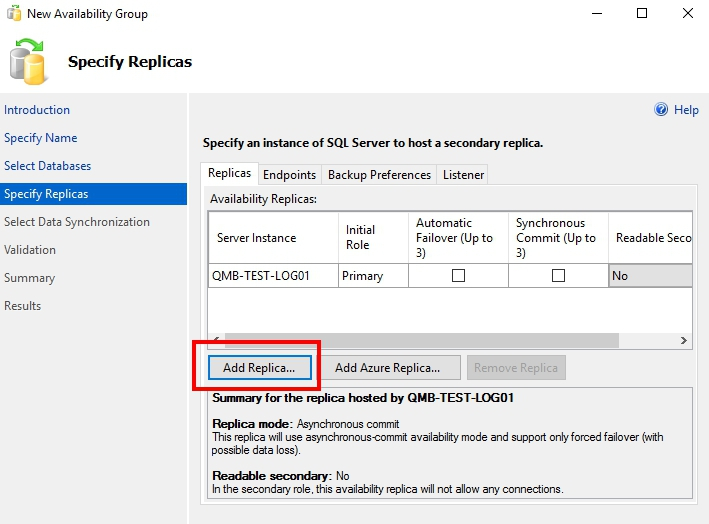 New Availability Group
Specify Replicas
Introduction
Specify Name
Select Databases
Specify Replicas
Select Data Synchronization
Validation
Summary
Results
Help
Specify an instance of SQL Server to host a secondary replica.
Replicas Endpoints Backup Preferences Listener
Availability Replicas:
Server Instance
Initial
Role
Automatic
Failover (Up to
3)
Synchronous
Commit (Up to
3)
Readable Seco
QMB-TEST-LOG01 Primary No
Add Replica... Add Azure Replica... Remove Replica
Summary for the replica hosted by QMB-TEST-LOG01
Replica mode: Asynchronous commit
This replica will use asynchronous-commit availability mode and support only forced failover (with
possible data loss).
Readable secondary: No
In the secondary role, this availability replica will not allow any connections.